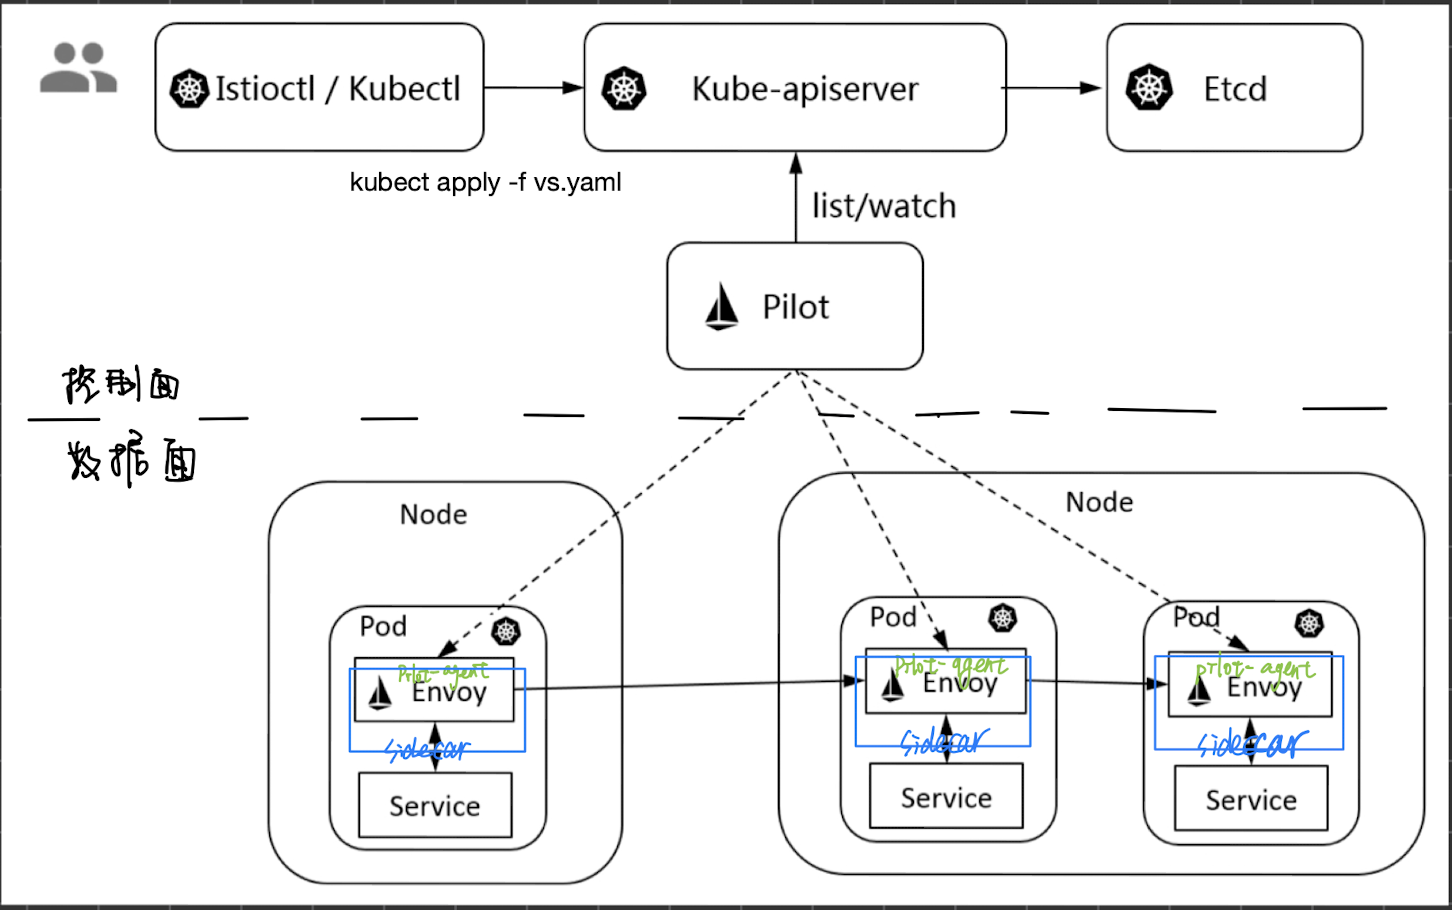 Istioctl / Kubectl
Kube-apiserver
Etcd
kubect apply -f vs.yaml
list/watch
Pilot
控制面
数据面
Node
Node
Pod
Pod
Pod
Pilot-agent
Envoy
pilot-agent
Envoy
pilot-agent
Envoy
sidecar
sidecar
sidecar
Service
Service
Service